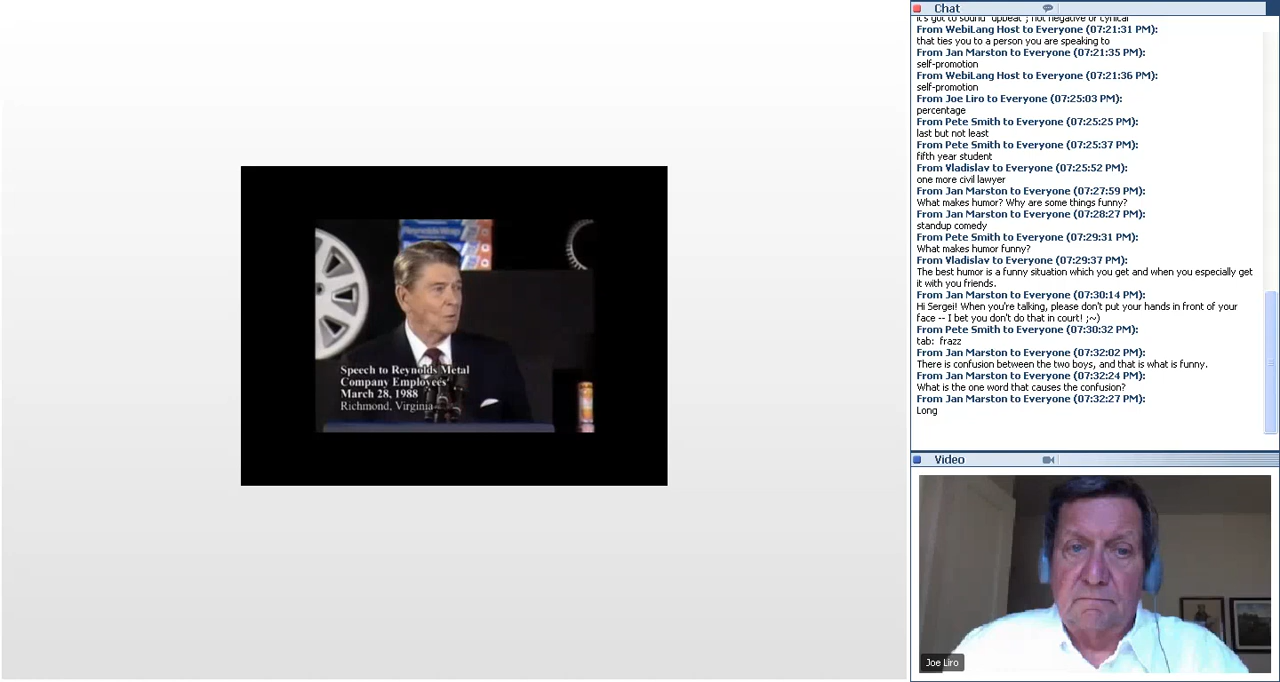 Chat
it's got to sound "upbeat"; not negative or cynical
From WebiLang Host to Everyone (07:21:31 PM):
that ties you to a person you are speaking to
From Jan Marston to Everyone (07:21:35 PM):
self-promotion
From WebiLang Host to Everyone (07:21:36 PM):
self-promotion
From Joe Liro to Everyone (07:25:03 PM):
percentage
From Pete Smith to Everyone (07:25:25 PM):
last but not least
From Pete Smith to Everyone (07:25:37 PM):
fifth year student
From Vladislav to Everyone (07:25:52 PM):
one more civil lawyer
From Jan Marston to Everyone (07:27:59 PM):
What makes humor? Why are some things funny?
From Jan Marston to Everyone (07:28:27 PM):
standup comedy
From Pete Smith to Everyone (07:29:31 PM):
What makes humor funny?
From Vladislav to Everyone (07:29:37 PM):
The best humor is a funny situation which you get and when you especially get
it with you friends.
From Jan Marston to Everyone (07:30:14 PM):
Hi Sergei! When you're talking, please don't put your hands in front of your
face -- I bet you don't do that in court! ;~)
From Pete Smith to Everyone (07:30:32 PM):
tab: frazz
From Jan Marston to Everyone (07:32:02 PM):
There is confusion between the two boys, and that is what is funny.
From Jan Marston to Everyone (07:32:24 PM):
What is the one word that causes the confusion?
From Jan Marston to Everyone (07:32:27 PM):
Long
Reynolds Wrap
Speech to Reynolds Metal
Company Employees
March 28, 1988
Richmond, Virginia
Video
Joe Liro